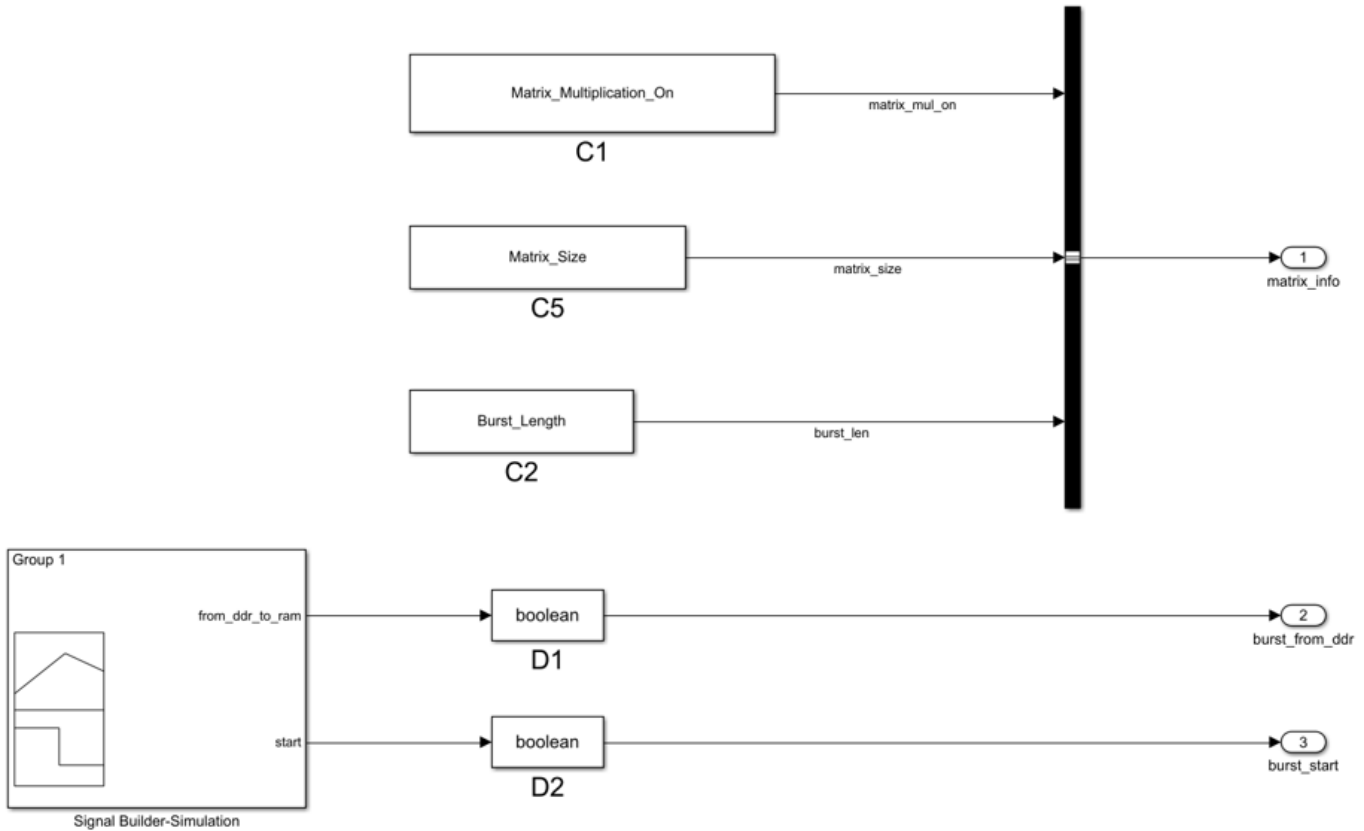 Matrix_Multiplication_On
matrix_mul_on
C1
Matrix_Size
matrix_size
1
C5
matrix_info
Burst_Length
burst_len
C2
Group 1
from_ddr_to_ram
boolean
2
D1
burst_from_ddr
start
boolean
3
D2
burst_start
Signal Builder-Simulation